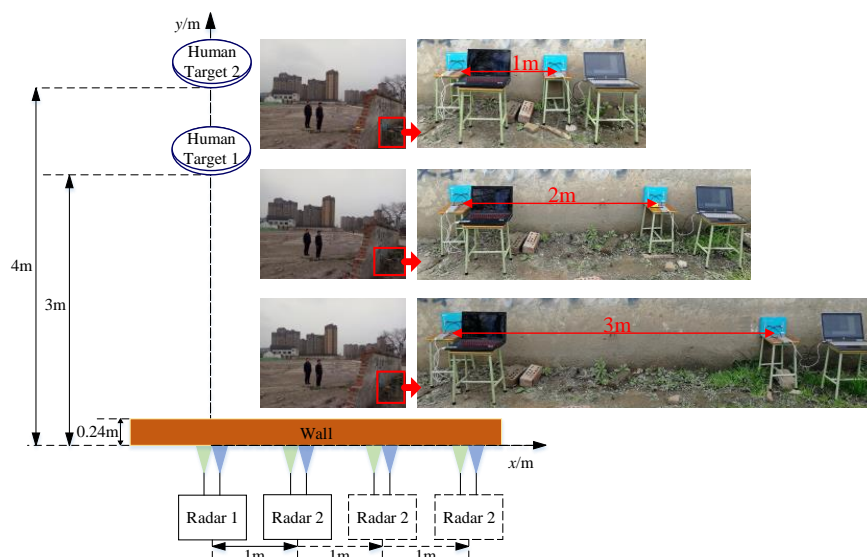 y/m
Human
Target 2
Human
Target 1
1m
2m
3m
4m
3m
0.24m
Wall
x/m
Radar 1
Radar 2
Radar 2
Radar 2
1m
1m
1m